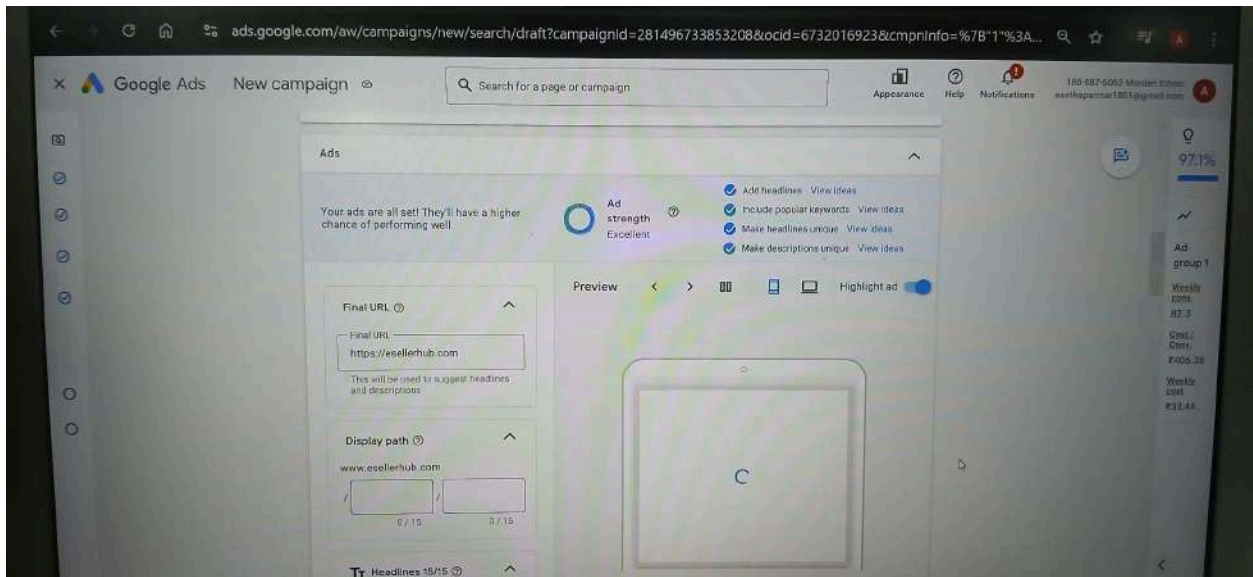 ads.google.com/aw/campaigns/new/search/draft?campaignId=281496733853208&ocid=6732016923&cmpnInfo=%7B"1"%3A...
Google Ads New campaign
Search for a page or campaign
Appearance
Help
Notifications
A
97.1%
Ads
Your ads are all set! They'll have a higher
chance of performing well
Ad
strength
Excellent
Add headlines View ideas
Include popular keywords View ideas
Make headlines unique View ideas
Make descriptions unique View ideas
Final URL
Final URL
https://esellerhub.com
This will be used to suggest headlines
and descriptions
Display path
www.esellerhub.com
/ /
0 / 15 0 / 15
Tт Headlines 15/15
Preview
Highlight ad
Ad
group 1
Weekly
conv.
82.3
Cost /
Conv.
₹406.38
Weekly
cost
₹33,44...